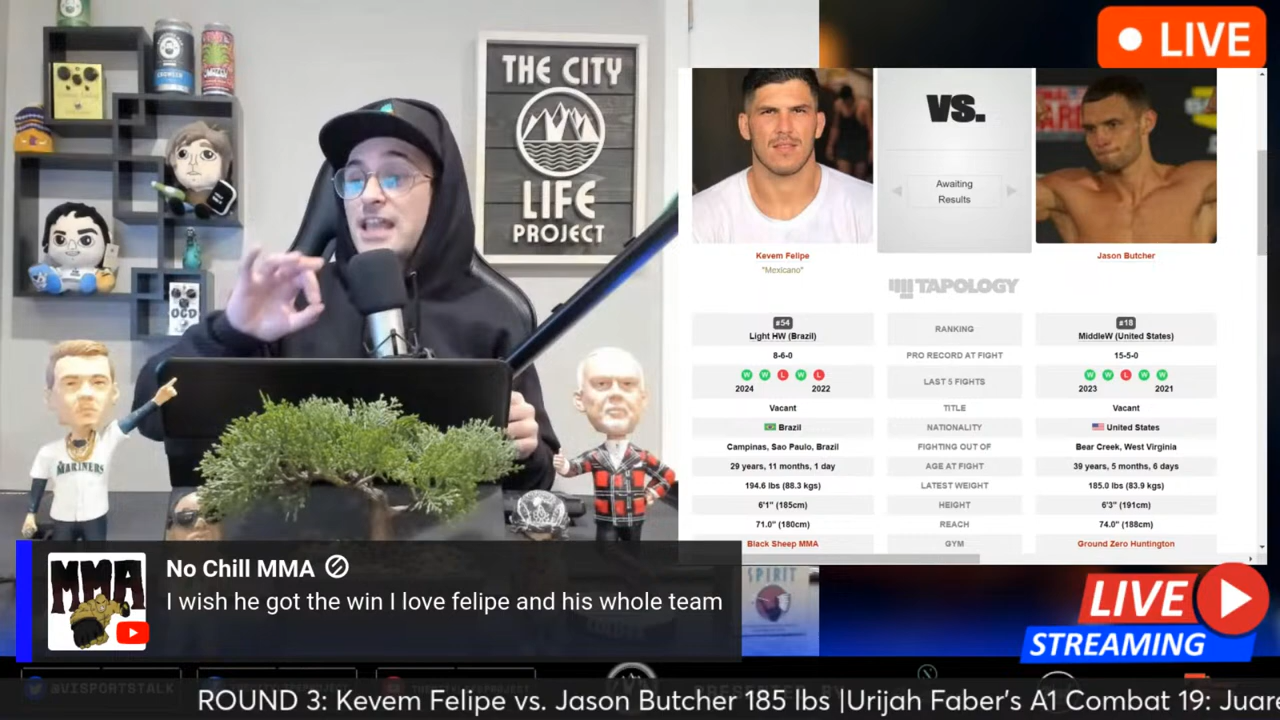 LIVE
THE CITY
LIFE
PROJECT
MARINERS
OCD
VS.
Awaiting
Results
Kevem Felipe
"Mexicano"
Jason Butcher
TAPOLOGY
#54
Light HW (Brazil)
RANKING
#18
MiddleW (United States)
8-6-0
PRO RECORD AT FIGHT
15-5-0
W W L W L
2024 2022
LAST 5 FIGHTS
W W L W W
2023 2021
Vacant
TITLE
Vacant
Brazil
NATIONALITY
United States
Campinas, Sao Paulo, Brazil
FIGHTING OUT OF
Bear Creek, West Virginia
29 years, 11 months, 1 day
AGE AT FIGHT
39 years, 5 months, 6 days
194.6 lbs (88.3 kgs)
LATEST WEIGHT
185.0 lbs (83.9 kgs)
6'1" (185cm)
HEIGHT
6'3" (191cm)
71.0" (180cm)
REACH
74.0" (188cm)
Black Sheep MMA
GYM
Ground Zero Huntington
MMA
No Chill MMA
I wish he got the win I love felipe and his whole team
SPIRIT
LIVE
STREAMING
@VISPORTSTALK
ROUND 3: Kevem Felipe vs. Jason Butcher 185 lbs |Urijah Faber's A1 Combat 19: Juar